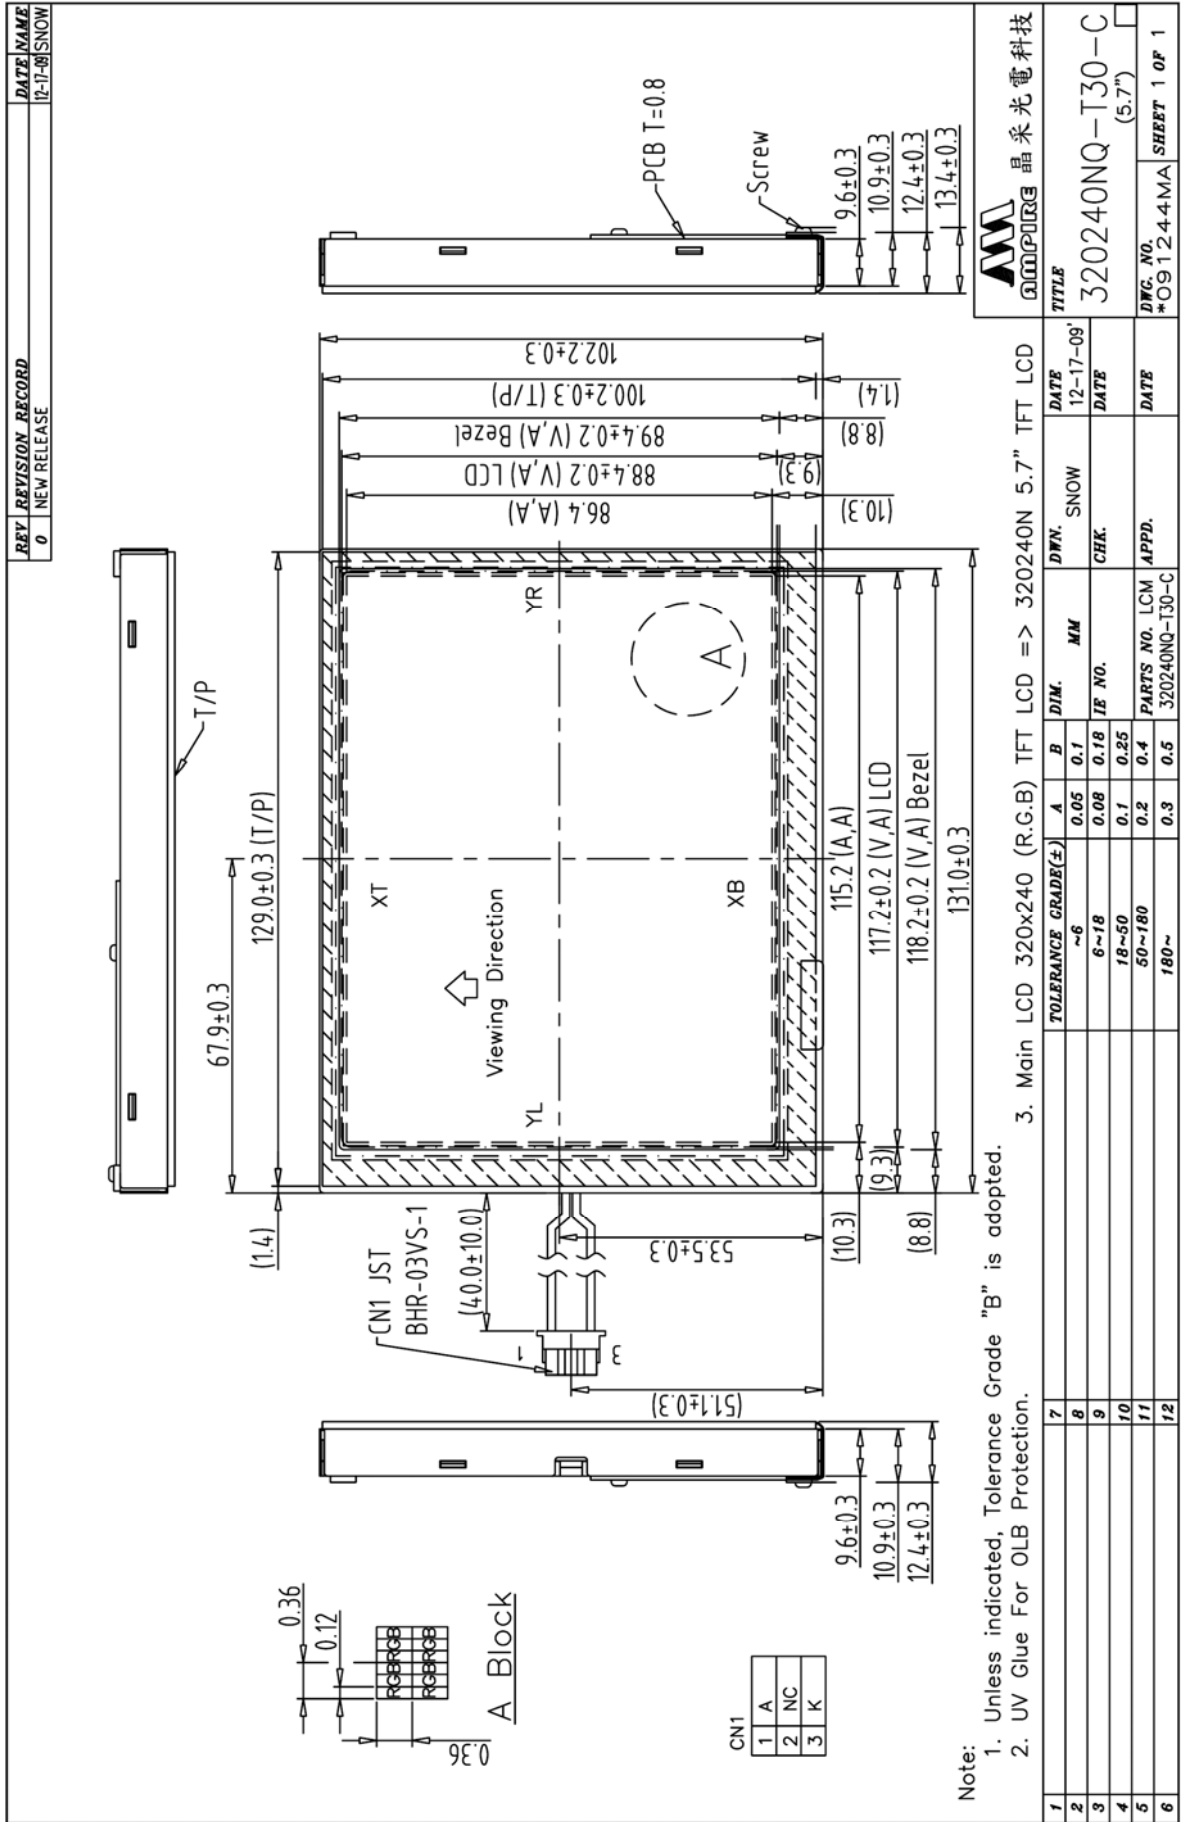 REV REVISION RECORD DATE NAME
0 NEW RELEASE 12-17-09 SNOW
T/P
67.9±0.3
129.0±0.3 (T/P)
(1.4)
CN1 JST
BHR-03VS-1
(40.0±10.0)
1
3
(51.1±0.3)
53.5±0.3
XT
XB
YL
YR
Viewing Direction
A
86.4 (A,A)
88.4±0.2 (V,A) LCD
89.4±0.2 (V,A) Bezel
100.2±0.3 (T/P)
102.2±0.3
(10.3)
(9.3)
(8.8)
(1.4)
115.2 (A,A)
117.2±0.2 (V,A) LCD
118.2±0.2 (V,A) Bezel
131.0±0.3
(10.3)
(9.3)
(8.8)
PCB T=0.8
Screw
9.6±0.3
10.9±0.3
12.4±0.3
13.4±0.3
9.6±0.3
10.9±0.3
12.4±0.3
0.36
0.12
0.36
RGBRGB
RGBRGB
A Block
CN1
1 A
2 NC
3 K
Note:
1. Unless indicated, Tolerance Grade "B" is adopted.
2. UV Glue For OLB Protection.
3. Main LCD 320x240 (R.G.B) TFT LCD => 320240N 5.7" TFT LCD
AMPIRE 晶采光電科技
1
2
3
4
5
6
7
8
9
10
11
12
TOLERANCE GRADE(±) A B
~6 0.05 0.1
6~18 0.08 0.18
18~50 0.1 0.25
50~180 0.2 0.4
180~ 0.3 0.5
DIM. MM
IE NO.
PARTS NO. LCM
320240NQ-T30-C
DWN. SNOW
DATE 12-17-09'
CHK.
DATE
APPD.
DATE
TITLE
320240NQ-T30-C
(5.7")
DWG. NO.
*091244MA
SHEET 1 OF 1